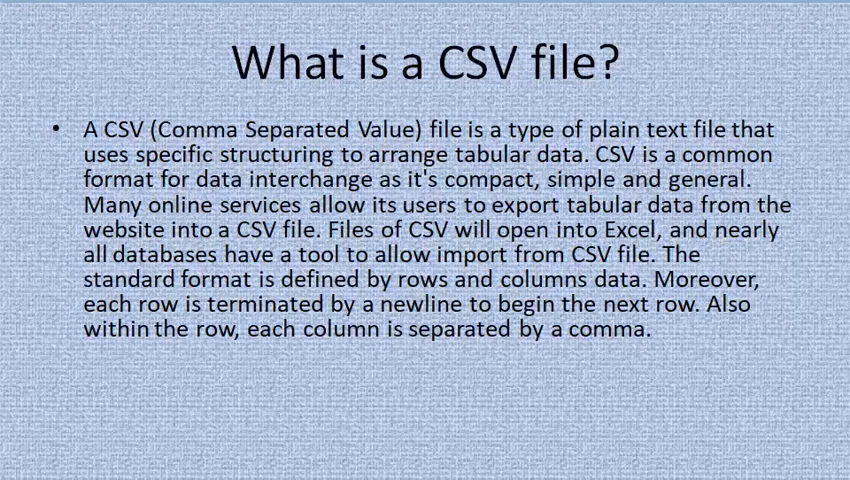 What is a CSV file?
• A CSV (Comma Separated Value) file is a type of plain text file that
uses specific structuring to arrange tabular data. CSV is a common
format for data interchange as it's compact, simple and general.
Many online services allow its users to export tabular data from the
website into a CSV file. Files of CSV will open into Excel, and nearly
all databases have a tool to allow import from CSV file. The
standard format is defined by rows and columns data. Moreover,
each row is terminated by a newline to begin the next row. Also
within the row, each column is separated by a comma.